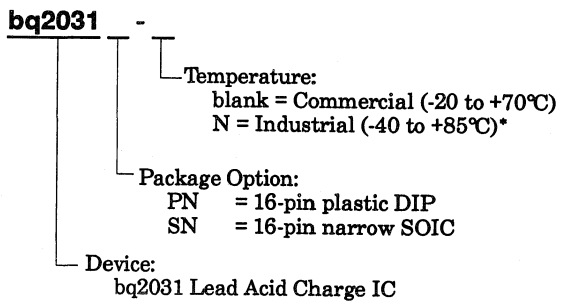 bq2031 _ - _
Temperature:
blank = Commercial (-20 to +70°C)
N = Industrial (-40 to +85°C)*
Package Option:
PN = 16-pin plastic DIP
SN = 16-pin narrow SOIC
Device:
bq2031 Lead Acid Charge IC